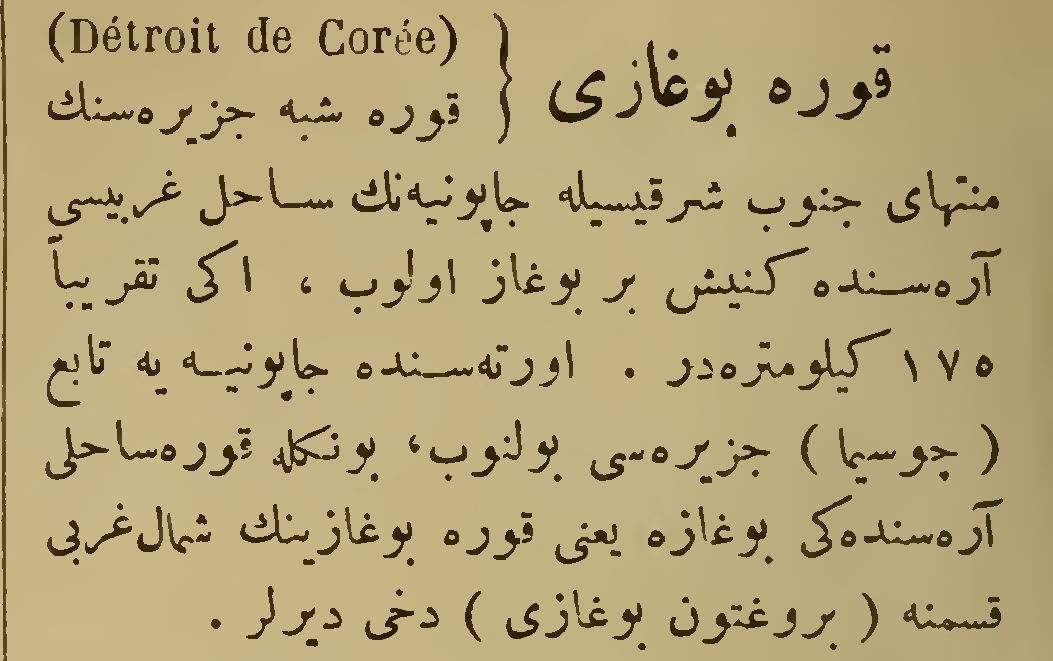 قوره بوغازى { (Détroit de Corée)
قوره شبه جزيره‌سنك
منتهاى جنوب شرقيسيله جاپونيه‌نك ساحل غربيسى
آره‌سنده كنيش بر بوغاز اولوب ، اكى تقريباً
١٧٥ كيلومتره‌در . اورته‌سنده جاپونيه يه تابع
( چوسيما ) جزيره‌سى بولنوب، بونكله قوره‌ساحلى
آره‌سنده‌كى بوغازه يعنى قوره بوغازينك شمال‌غربى
قسمنه ( بروغتون بوغازى ) دخى ديرلر .